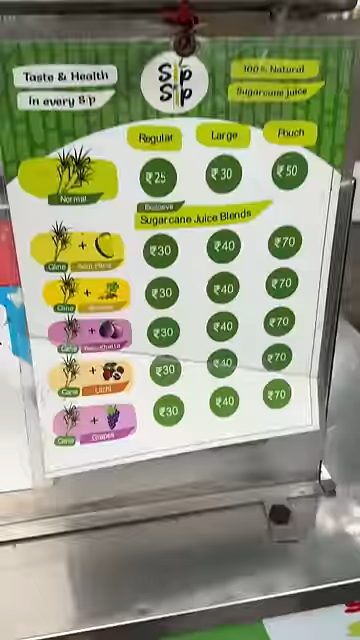 Taste & Health
in every Sip
Sip
Sip
100% Natural
Sugarcane juice
Regular Large Pouch
Normal ₹25 ₹30 ₹50
Exclusive
Sugarcane Juice Blends
Cane + ₹30 ₹40 ₹70
Cane + ₹30 ₹40 ₹70
Cane + ₹30 ₹40 ₹70
Cane + Litchi ₹30 ₹40 ₹70
Cane + Grapes ₹30 ₹40 ₹70